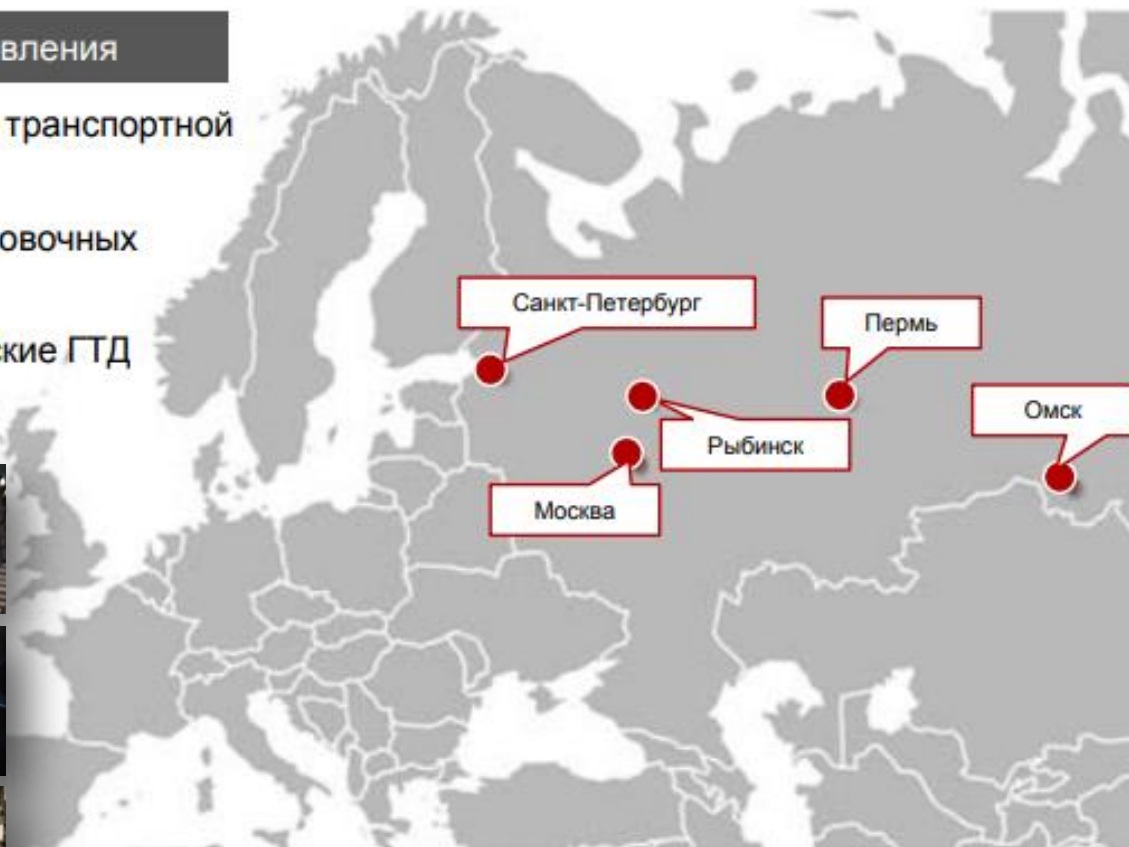 вления
транспортной
овочных
ские ГТД
Санкт-Петербург
Пермь
Омск
Рыбинск
Москва